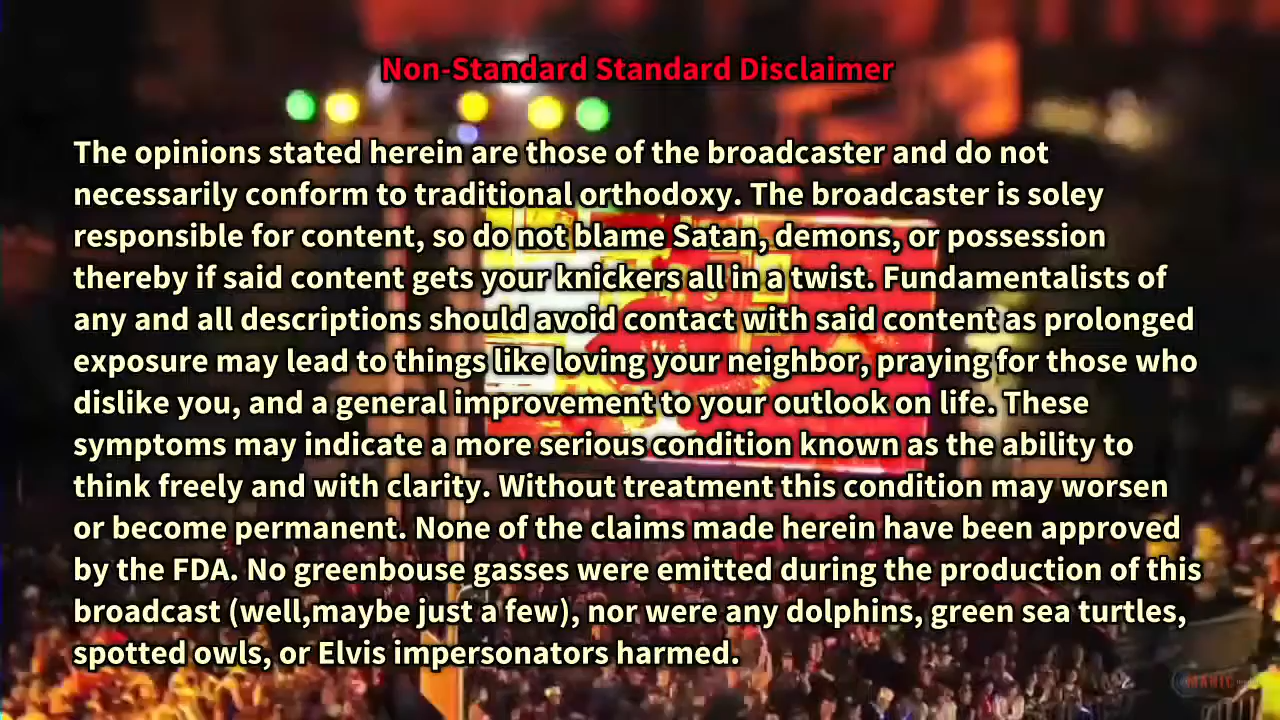 Non-Standard Standard Disclaimer
The opinions stated herein are those of the broadcaster and do not
necessarily conform to traditional orthodoxy. The broadcaster is soley
responsible for content, so do not blame Satan, demons, or possession
thereby if said content gets your knickers all in a twist. Fundamentalists of
any and all descriptions should avoid contact with said content as prolonged
exposure may lead to things like loving your neighbor, praying for those who
dislike you, and a general improvement to your outlook on life. These
symptoms may indicate a more serious condition known as the ability to
think freely and with clarity. Without treatment this condition may worsen
or become permanent. None of the claims made herein have been approved
by the FDA. No greenbouse gasses were emitted during the production of this
broadcast (well,maybe just a few), nor were any dolphins, green sea turtles,
spotted owls, or Elvis impersonators harmed.
MANIC